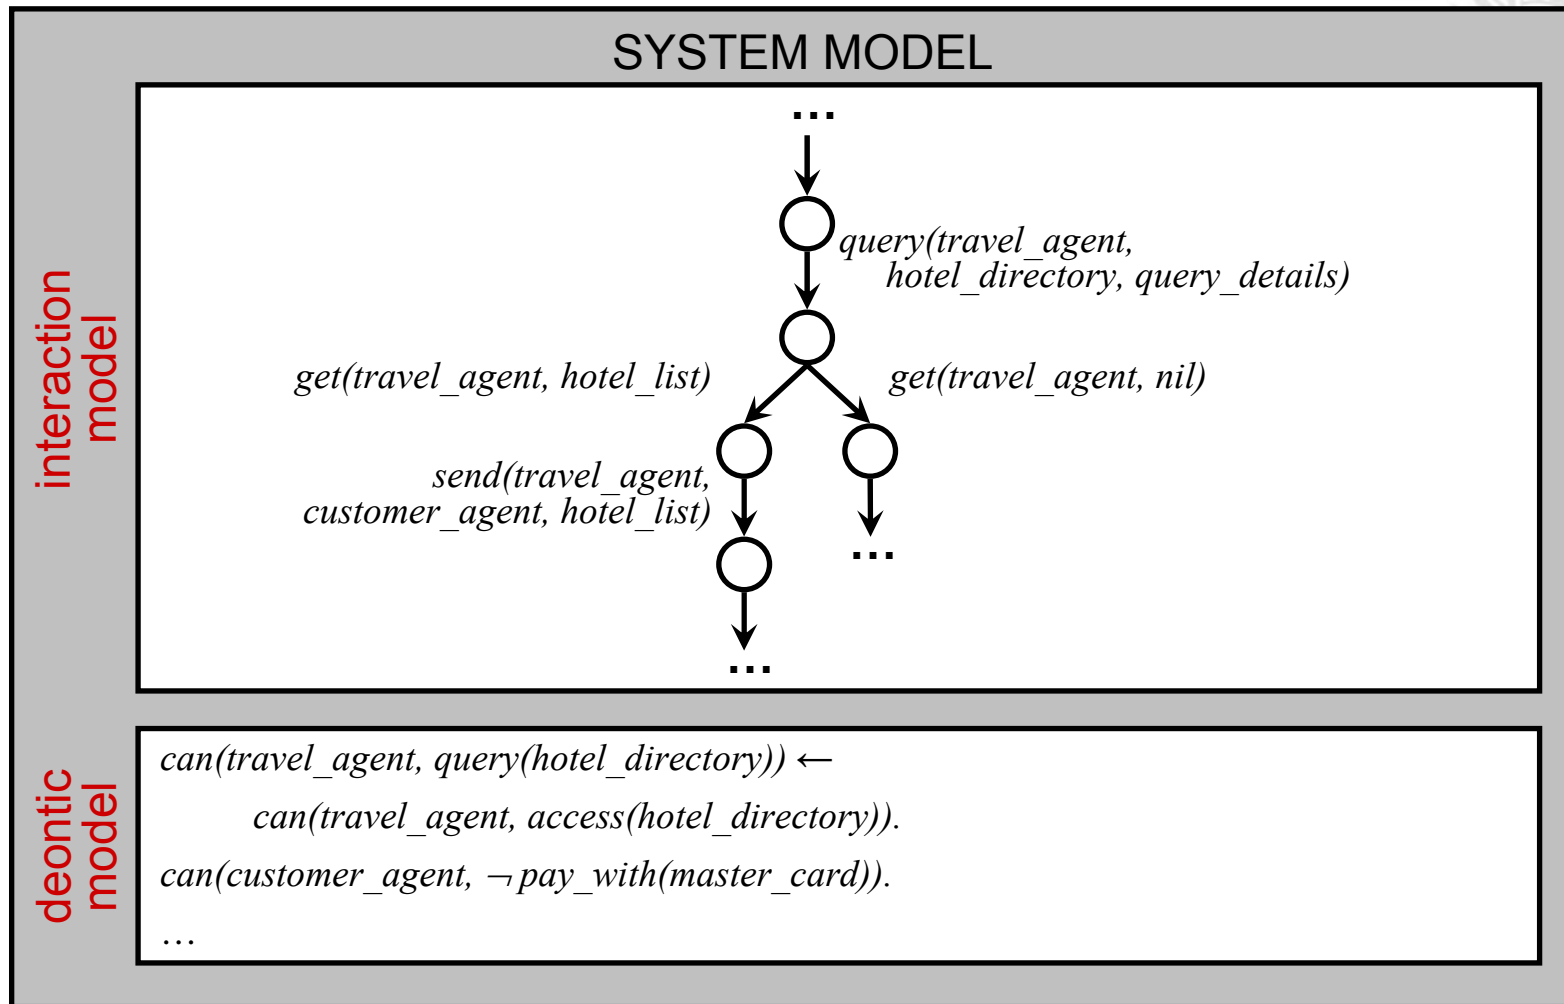 SYSTEM MODEL
interaction
model
...
query(travel_agent,
hotel_directory, query_details)
get(travel_agent, hotel_list)
get(travel_agent, nil)
send(travel_agent,
customer_agent, hotel_list)
...
...
deontic
model
can(travel_agent, query(hotel_directory)) ←
can(travel_agent, access(hotel_directory)).
can(customer_agent, ¬ pay_with(master_card)).
…